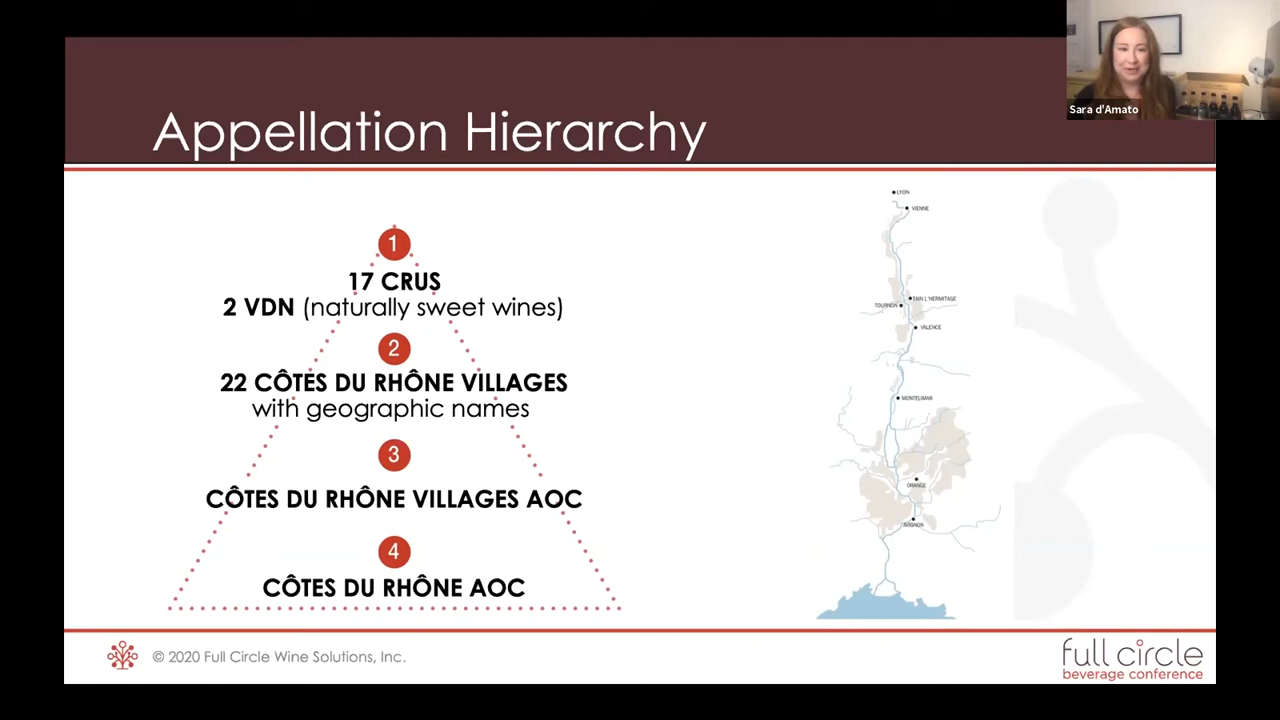 Sara d'Amato
Appellation Hierarchy
1
17 CRUS
2 VDN (naturally sweet wines)
2
22 CÔTES DU RHÔNE VILLAGES
with geographic names
3
CÔTES DU RHÔNE VILLAGES AOC
4
CÔTES DU RHÔNE AOC
LYON
VIENNE
TAIN L'HERMITAGE
TOURNON
VALENCE
MONTELIMAR
ORANGE
AVIGNON
© 2020 Full Circle Wine Solutions, Inc.
full circle
beverage conference